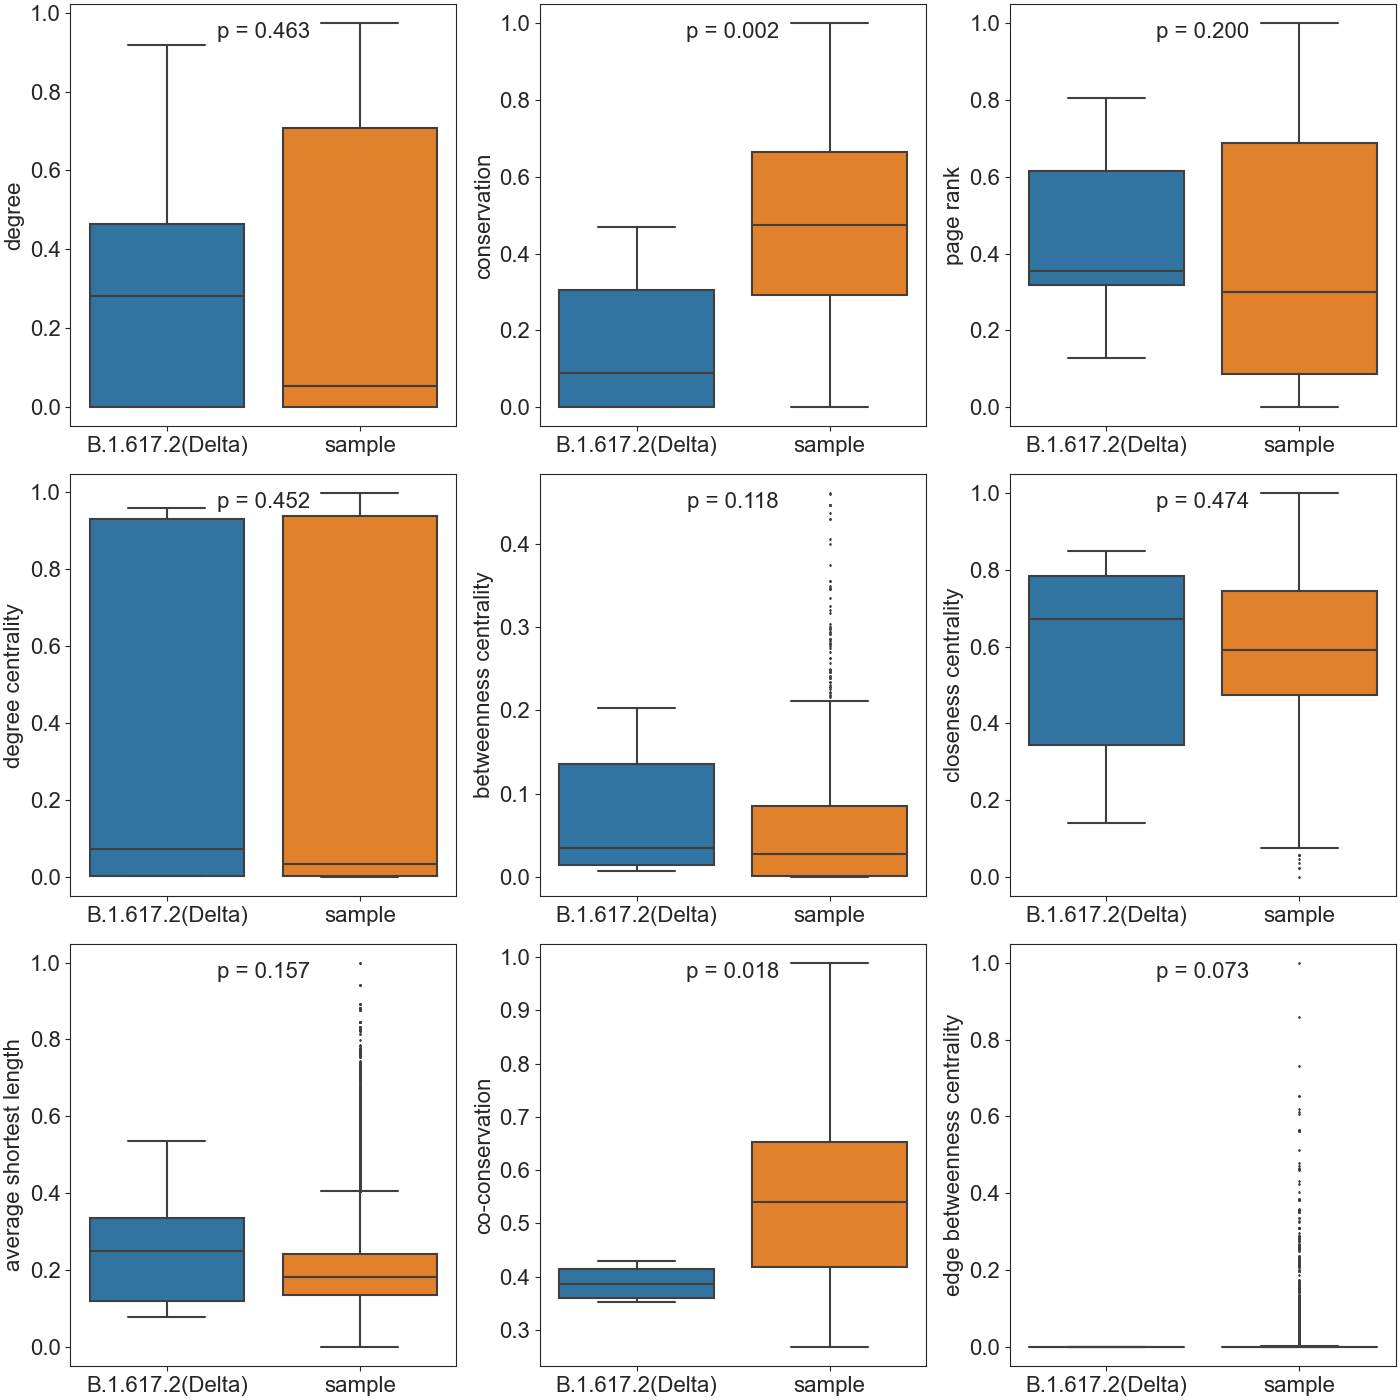 p = 0.463
degree
1.0
0.8
0.6
0.4
0.2
0.0
B.1.617.2(Delta) sample
p = 0.002
conservation
1.0
0.8
0.6
0.4
0.2
0.0
B.1.617.2(Delta) sample
p = 0.200
page rank
1.0
0.8
0.6
0.4
0.2
0.0
B.1.617.2(Delta) sample
p = 0.452
degree centrality
1.0
0.8
0.6
0.4
0.2
0.0
B.1.617.2(Delta) sample
p = 0.118
betweenness centrality
0.4
0.3
0.2
0.1
0.0
B.1.617.2(Delta) sample
p = 0.474
closeness centrality
1.0
0.8
0.6
0.4
0.2
0.0
B.1.617.2(Delta) sample
p = 0.157
average shortest length
1.0
0.8
0.6
0.4
0.2
0.0
B.1.617.2(Delta) sample
p = 0.018
co-conservation
1.0
0.9
0.8
0.7
0.6
0.5
0.4
0.3
B.1.617.2(Delta) sample
p = 0.073
edge betweenness centrality
1.0
0.8
0.6
0.4
0.2
0.0
B.1.617.2(Delta) sample